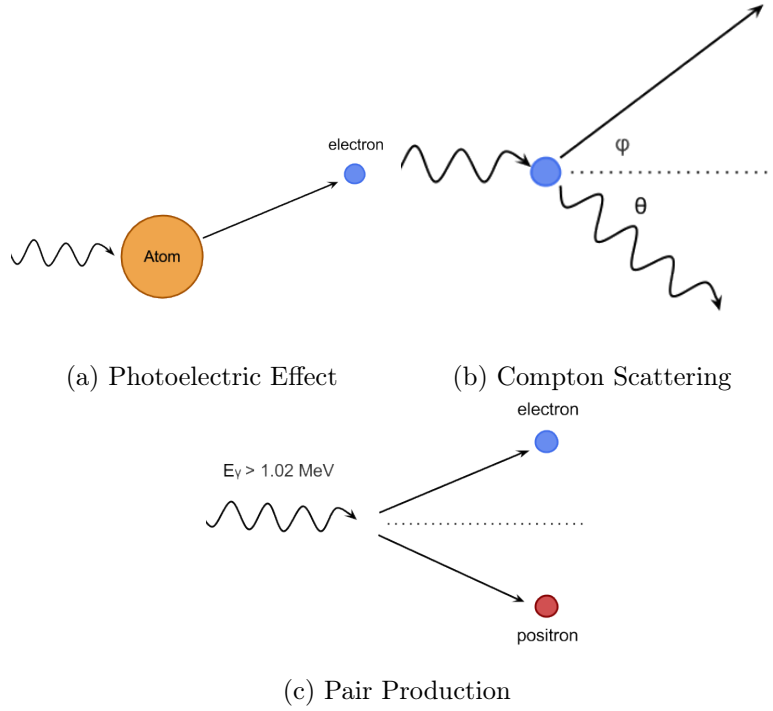 electron
Atom
φ
θ
(a) Photoelectric Effect
(b) Compton Scattering
electron
Eγ > 1.02 MeV
positron
(c) Pair Production